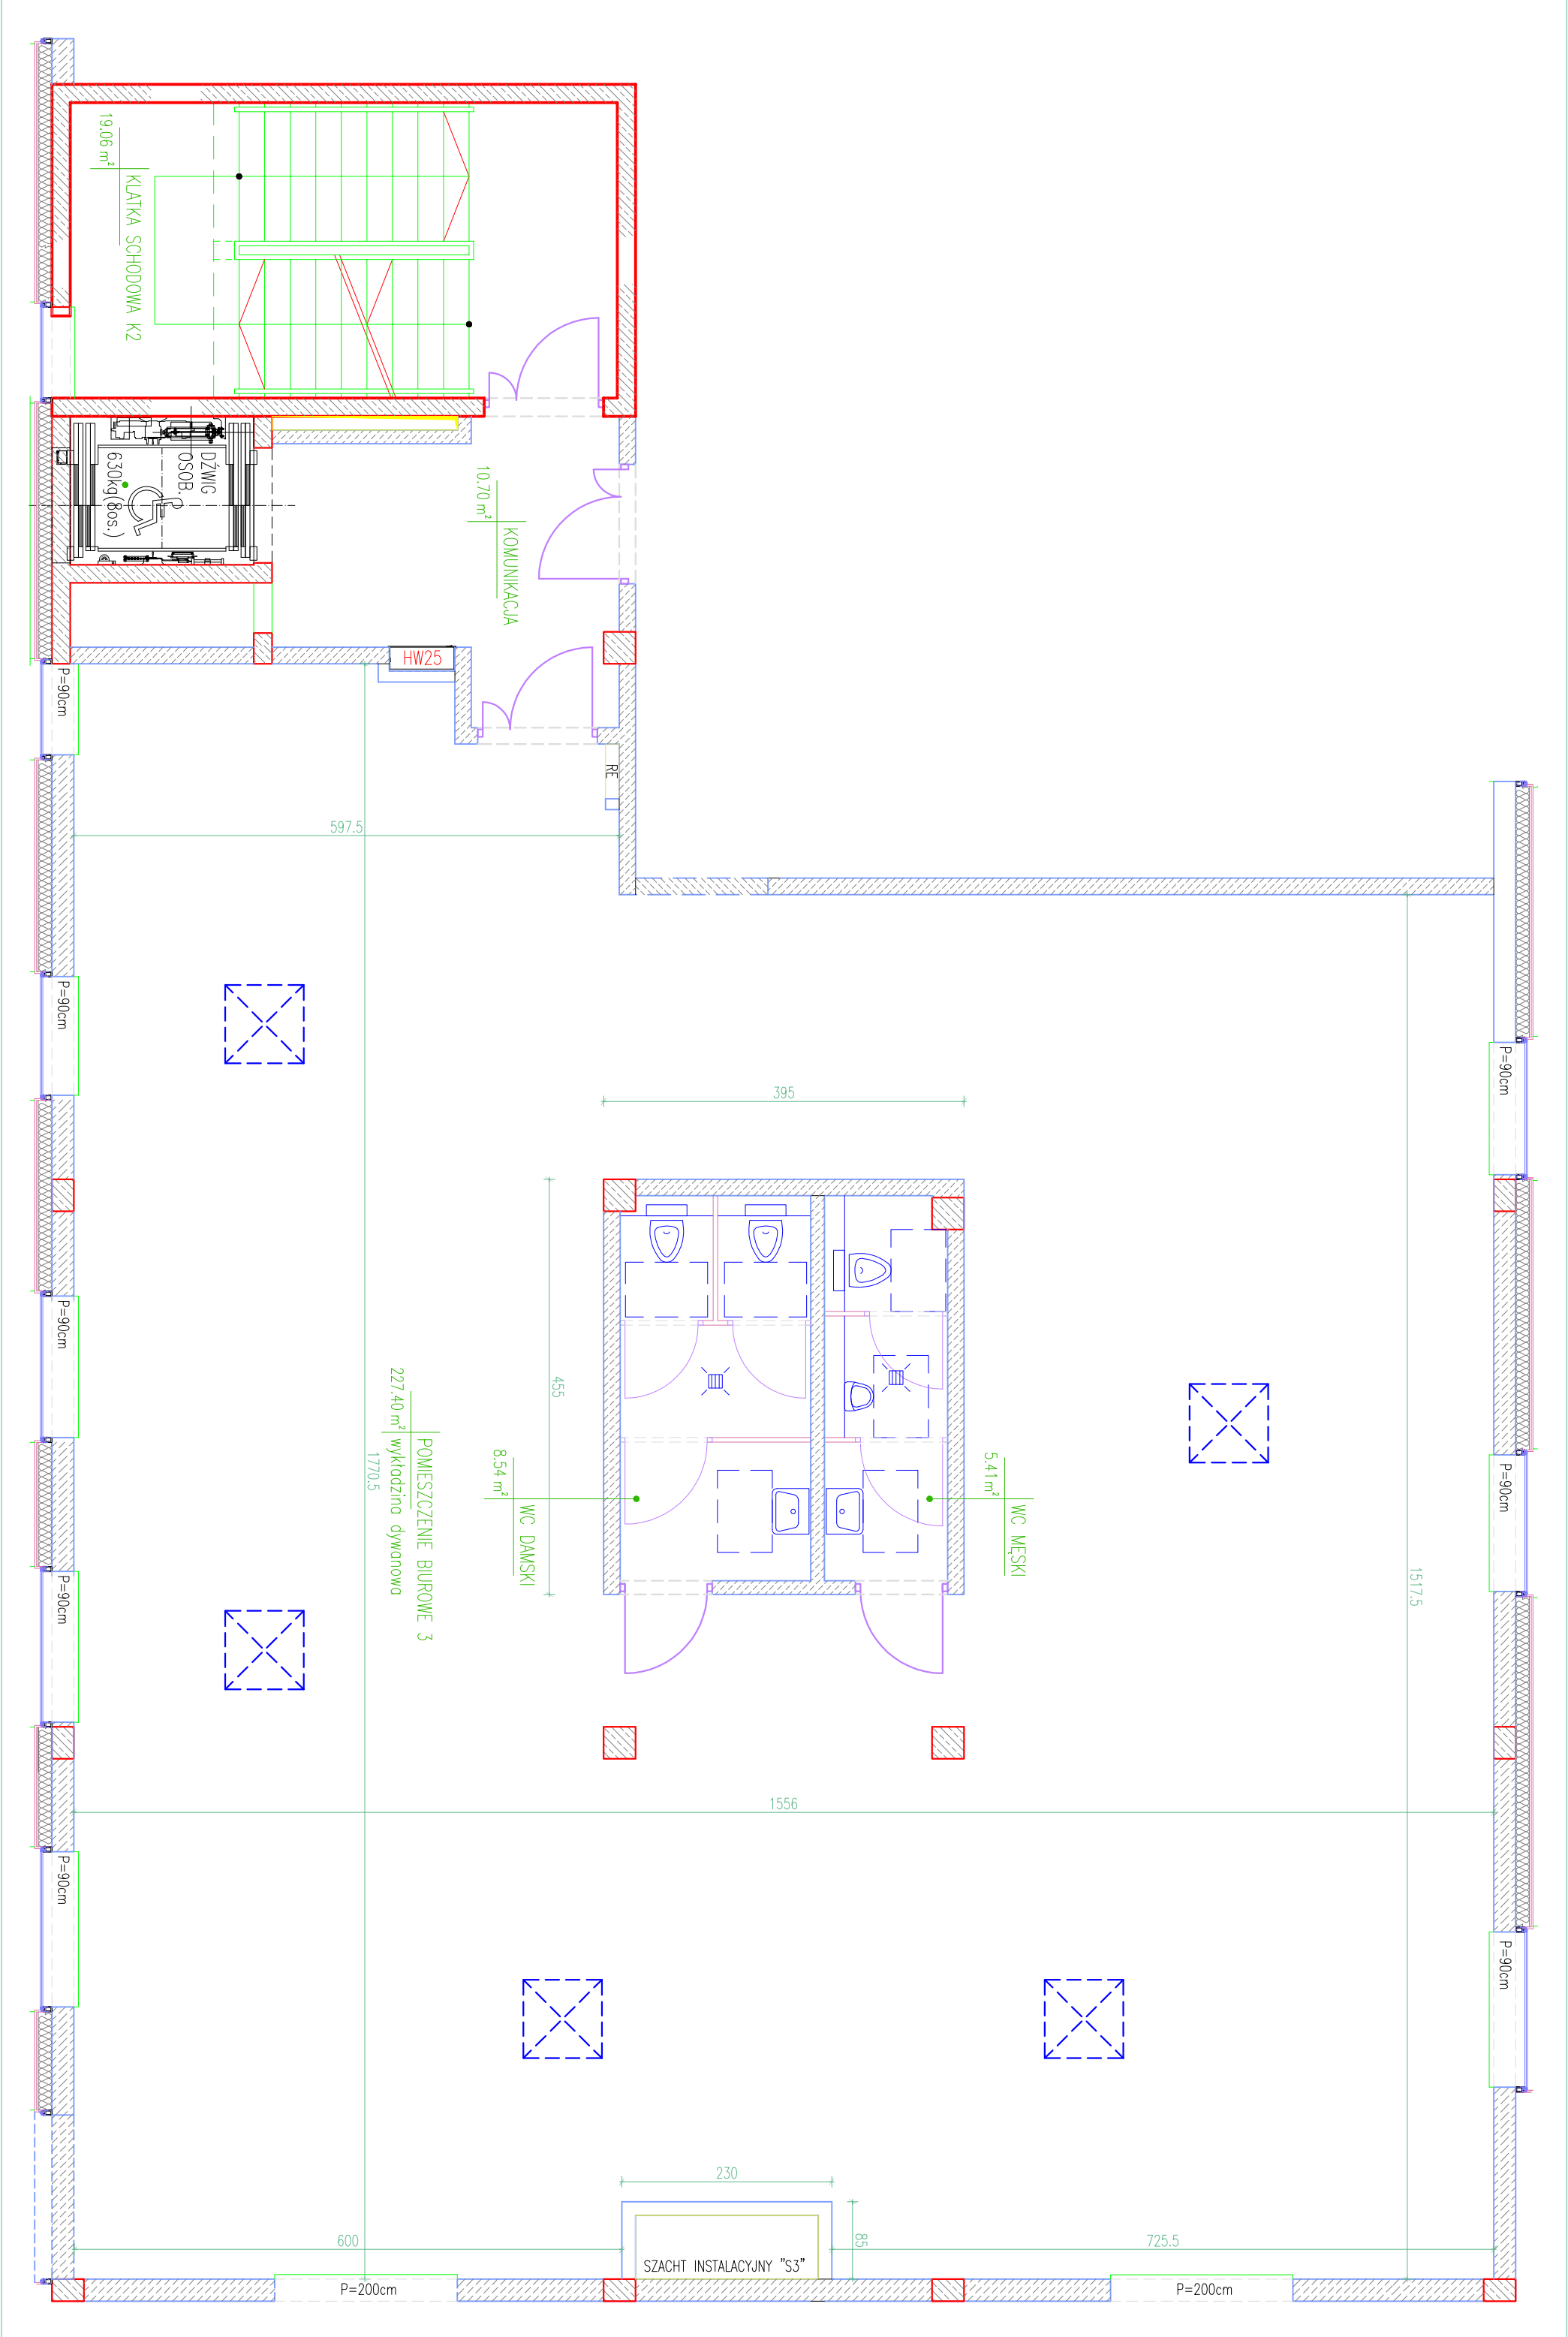 19.06 m²
KLATKA SCHODOWA K2
DŹWIG
OSOB.
630kg(8os.)
10.70 m²
KOMUNIKACJA
HW25
P=90cm
RE
597.5
P=90cm
P=90cm
395
455
P=90cm
227.40 m²
POMIESZCZENIE BIUROWE 3
wykładzina dywanowa
1770.5
8.54 m²
WC DAMSKI
5.41 m²
WC MĘSKI
P=90cm
1517.5
P=90cm
1556
P=90cm
P=90cm
230
85
600
725.5
SZACHT INSTALACYJNY "S3"
P=200cm
P=200cm